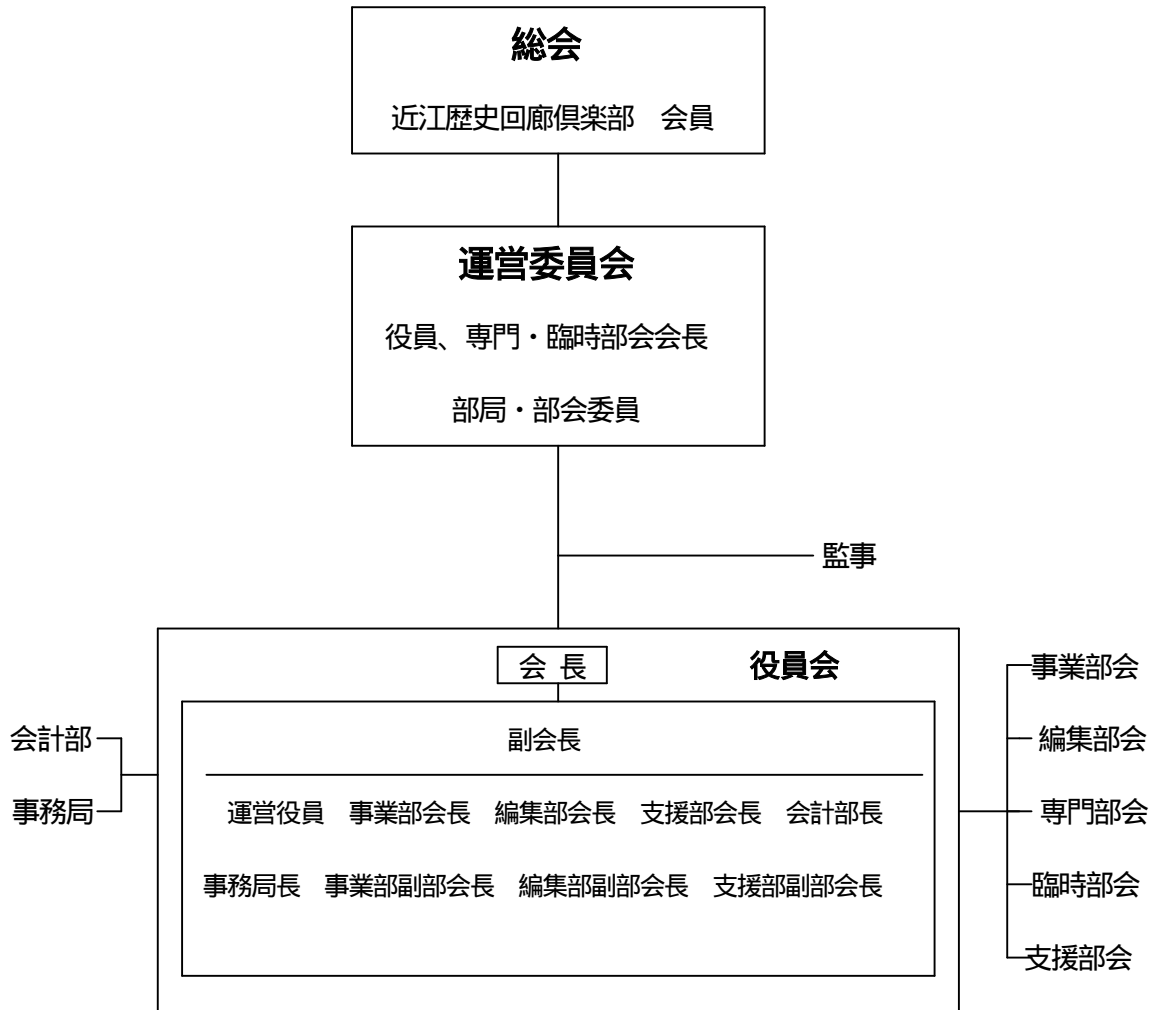 総会
近江歴史回廊倶楽部　会員
運営委員会
役員、専門・臨時部会会長
部局・部会委員
監事
会 長
役員会
副会長
運営役員　事業部会長　編集部会長　支援部会長　会計部長
事務局長　事業部副部会長　編集部副部会長　支援部副部会長
会計部
事務局
事業部会
編集部会
専門部会
臨時部会
支援部会